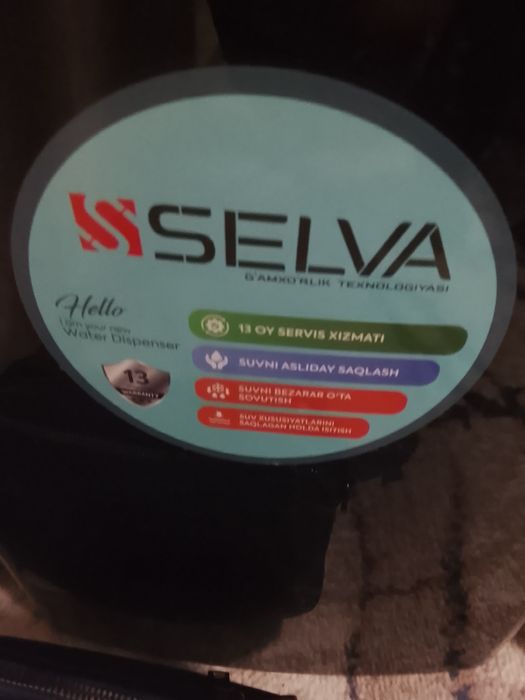 SELVA
G'AMXO'RLIK TEXNOLOGIYASI
Hello
I am your new
Water Dispenser
13
WARRANTY
13 OY SERVIS XIZMATI
SUVNI ASLIDAY SAQLASH
SUVNI BEZARAR O'TA
SOVUTISH
SUV XUSUSIYATLARINI
SAQLAGAN HOLDA ISITISH